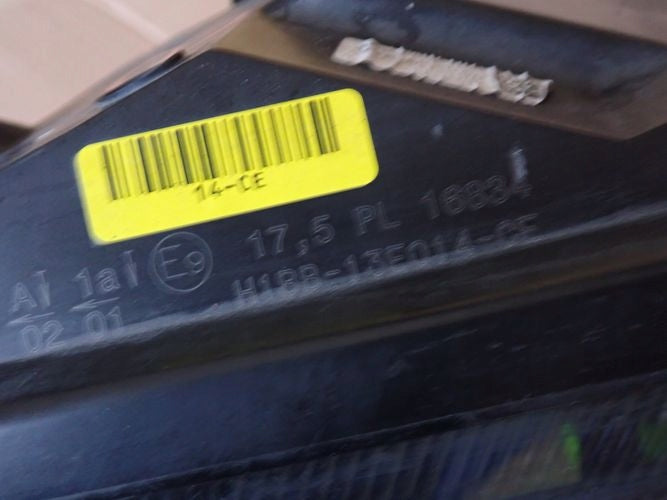 14-CE
17,5 PL 16834
A 1a E9 H1BB-13E014-CE
02 01